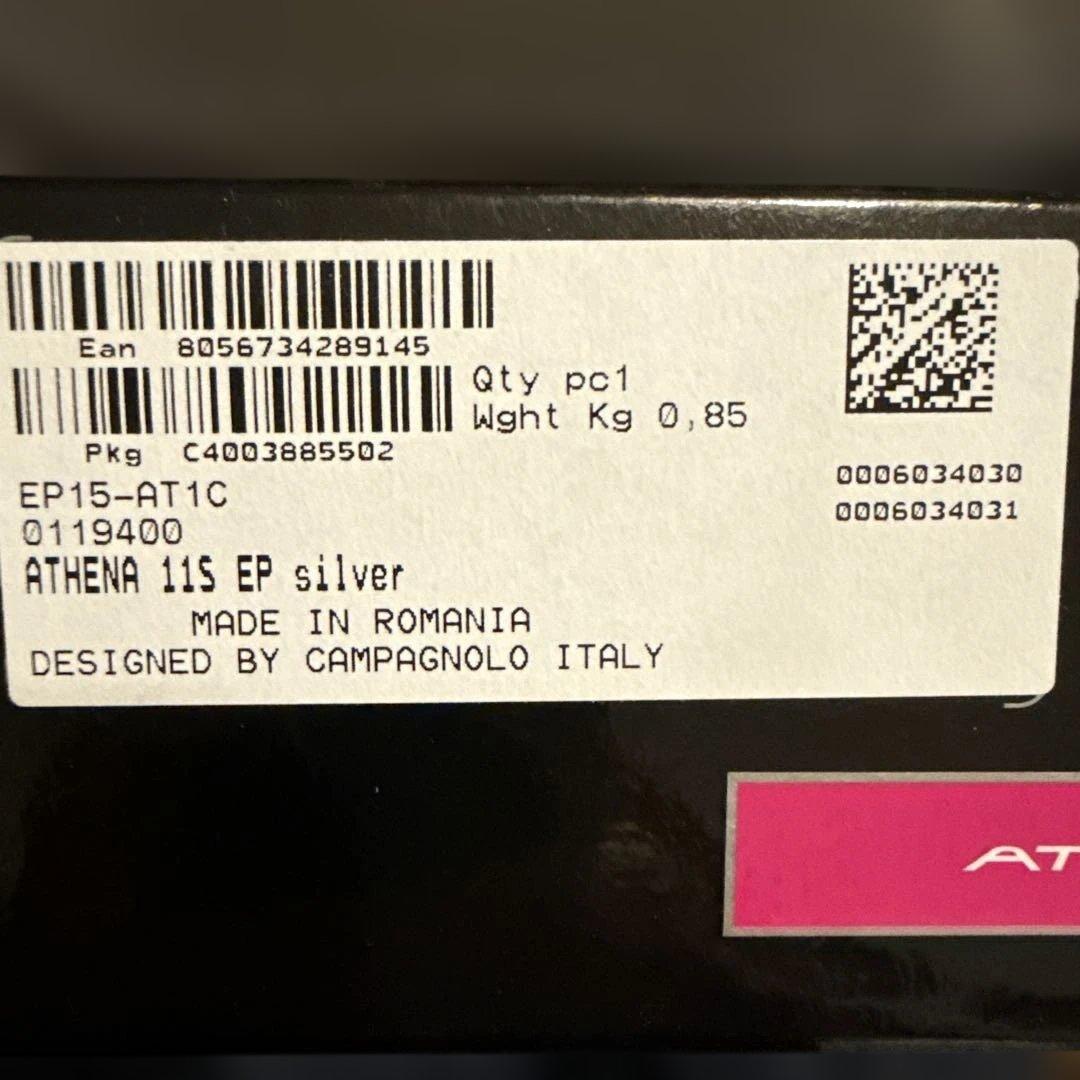 Ean 8056734289145
Qty pc1
Wght Kg 0,85
Pkg C4003885502
0006034030
0006034031
EP15-AT1C
0119400
ATHENA 11S EP silver
MADE IN ROMANIA
DESIGNED BY CAMPAGNOLO ITALY
AT